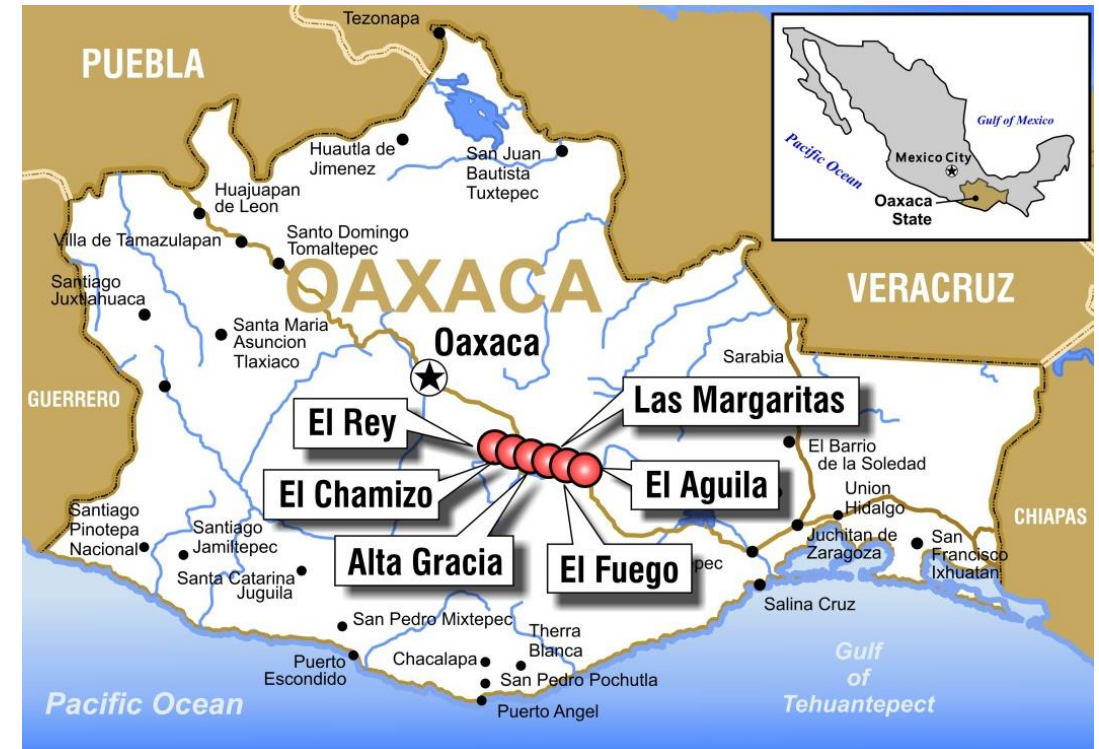 Tezonapa
PUEBLA
Huautla de
Jimenez
San Juan
Bautista
Tuxtepec
Huajuapan
de Leon
Villa de Tamazulapan
Santo Domingo
Tomaltepec
OAXACA
Santiago
Juxtlahuaca
Santa Maria
Asuncion
Tlaxiaco
Oaxaca
GUERRERO
VERACRUZ
Sarabia
Las Margaritas
El Rey
El Chamizo
El Aguila
Alta Gracia
El Fuego
El Barrio
de la Soledad
Union
Hidalgo
CHIAPAS
Juchitan de
Zaragoza
San
Francisco
Ixhuatan
Santiago
Pinotepa
Nacional
Santiago
Jamiltepec
Santa Catarina
Juguila
pec
Salina Cruz
San Pedro Mixtepec
Therra
Blanca
Puerto
Escondido
Chacalapa
San Pedro Pochutla
Puerto Angel
Pacific Ocean
Gulf
of
Tehuantepect
Gulf of Mexico
Pacific Ocean
Mexico City
Oaxaca
State